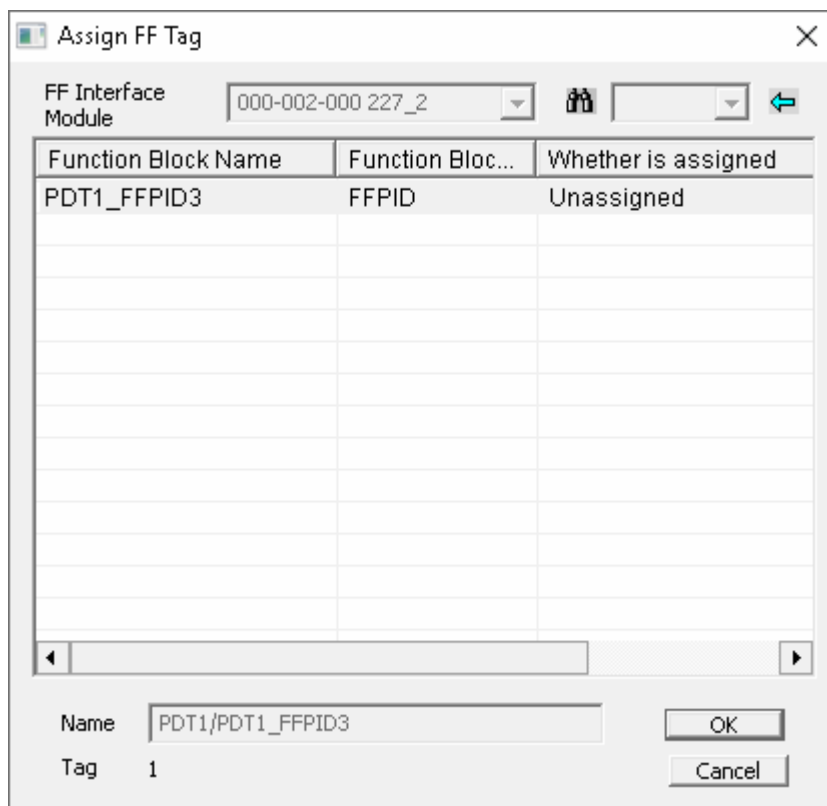 Assign FF Tag
FF Interface Module 000-002-000 227_2
Function Block Name Function Bloc... Whether is assigned
PDT1_FFPID3 FFPID Unassigned
Name PDT1/PDT1_FFPID3 OK
Tag 1 Cancel